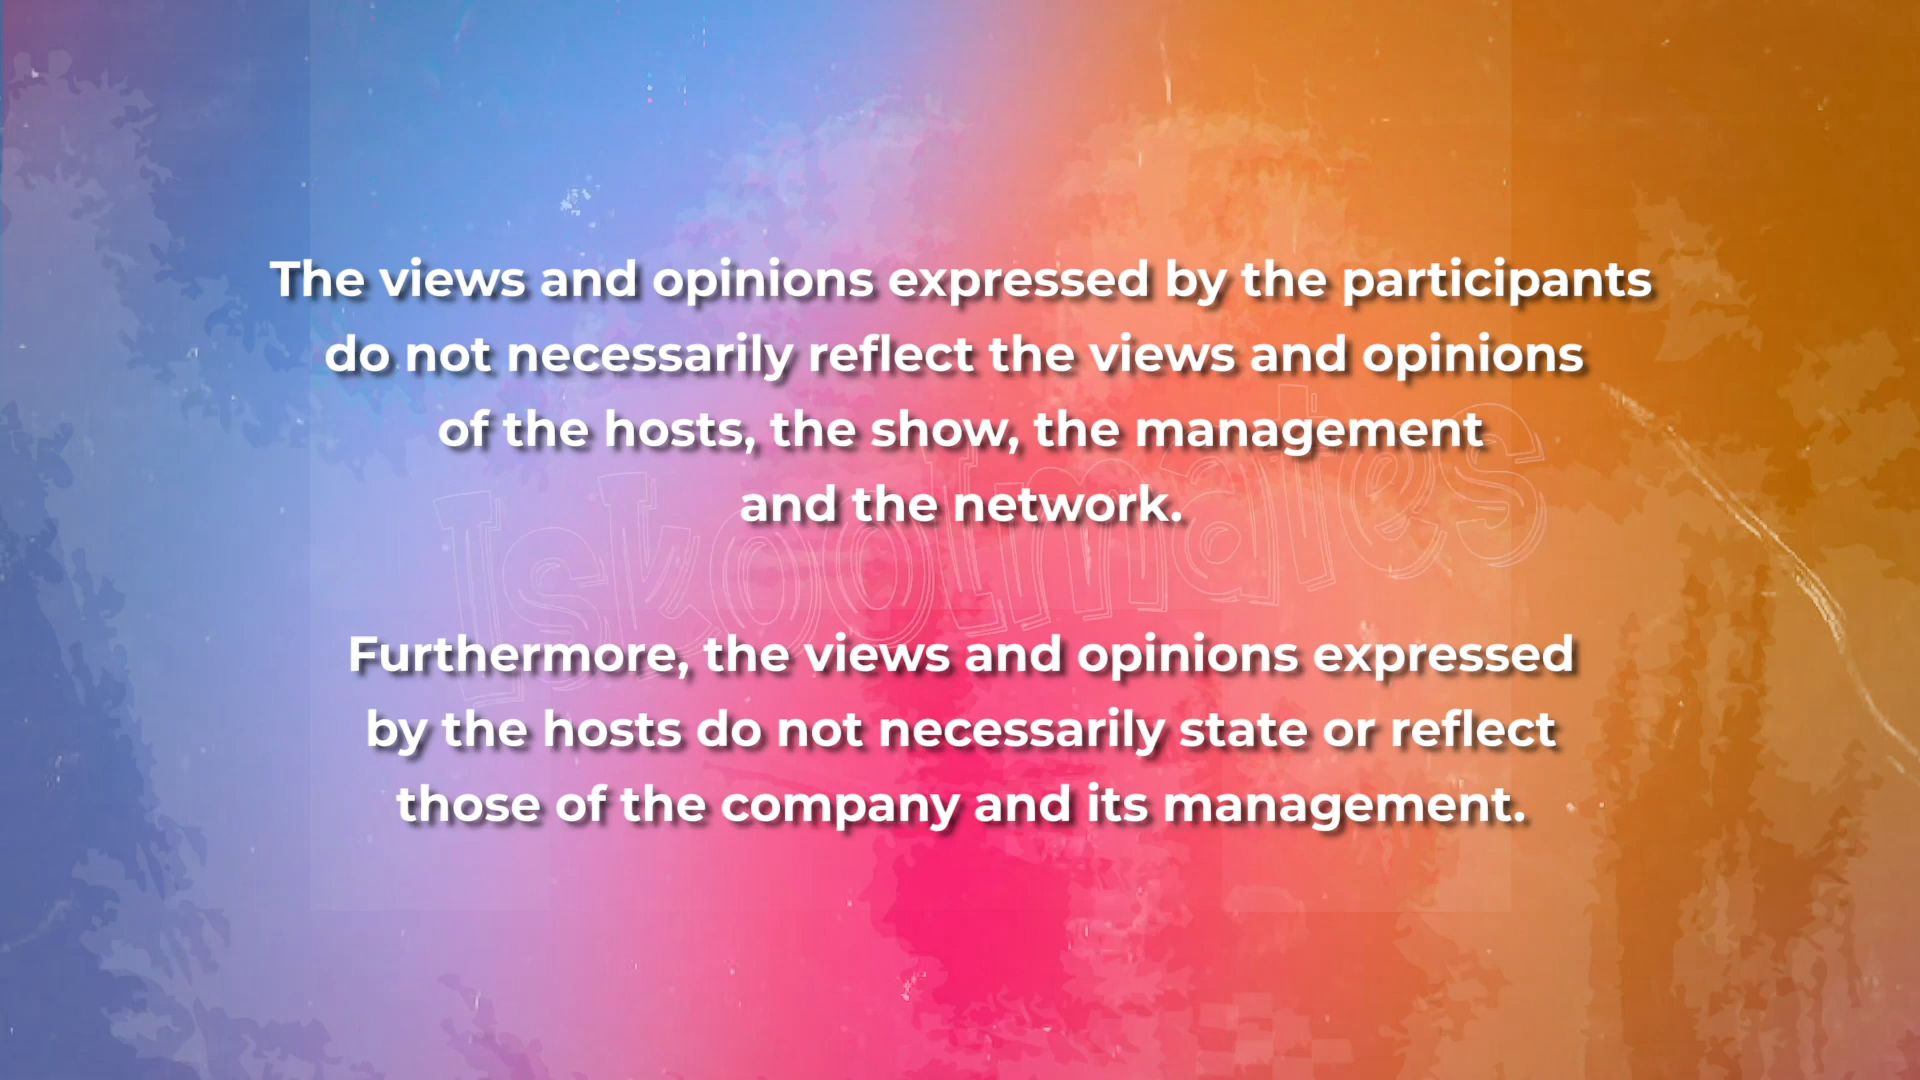 The views and opinions expressed by the participants
do not necessarily reflect the views and opinions
of the hosts, the show, the management
and the network.
Iskoolmates
Furthermore, the views and opinions expressed
by the hosts do not necessarily state or reflect
those of the company and its management.